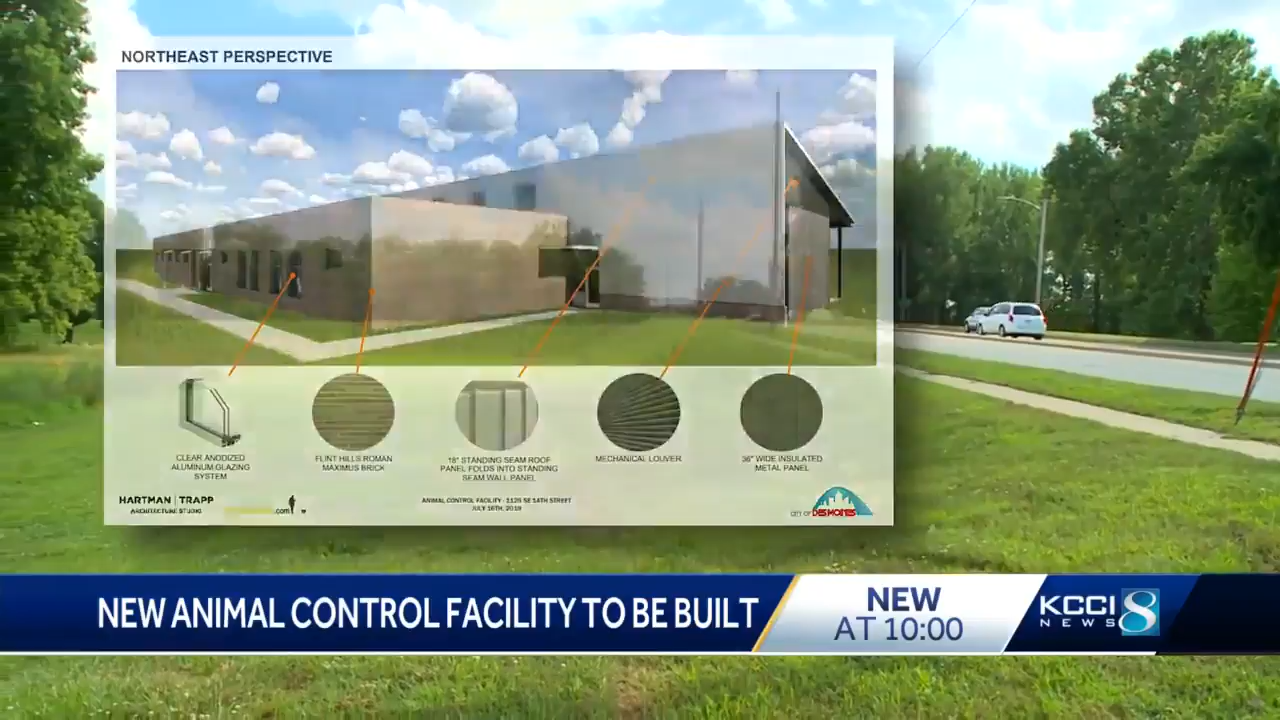 NORTHEAST PERSPECTIVE
CLEAR ANODIZED
ALUMINUM GLAZING
SYSTEM
FLINT HILLS ROMAN
MAXIMUS BRICK
18" STANDING SEAM ROOF
PANEL FOLDS INTO STANDING
SEAM WALL PANEL
MECHANICAL LOUVER
36" WIDE INSULATED
METAL PANEL
HARTMAN | TRAPP
ARCHITECTURE STUDIO
.com
ANIMAL CONTROL FACILITY - 1125 SE 14TH STREET
JULY 16TH, 2019
CITY OF DES MOINES
NEW ANIMAL CONTROL FACILITY TO BE BUILT
NEW
AT 10:00
KCCI 8
NEWS